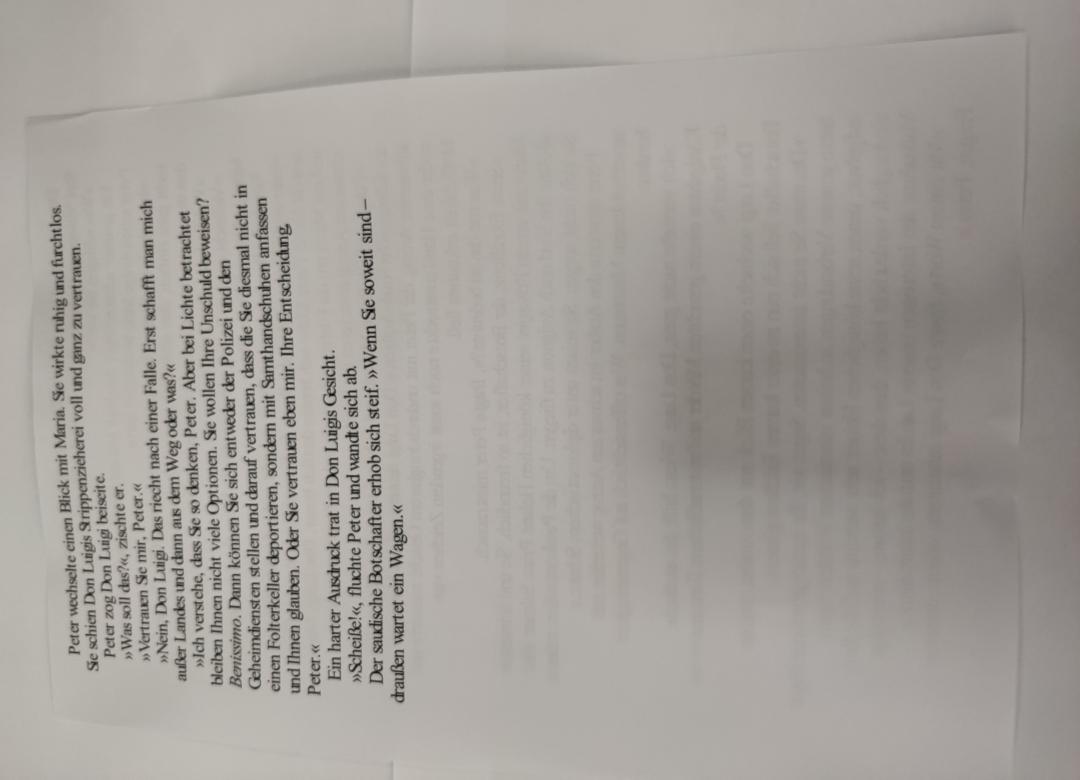 Peter wechselte einen Blick mit Maria. Sie wirkte ruhig und furchtlos.
Sie schien Don Luigis Strippenzieherei voll und ganz zu vertrauen.
Peter zog Don Luigi beiseite.
»Was soll das?«, zischte er.
»Vertrauen Sie mir, Peter.«
»Nein, Don Luigi. Das riecht nach einer Falle. Erst schafft man mich
außer Landes und dann aus dem Weg oder was?«
»Ich verstehe, dass Sie so denken, Peter. Aber bei Lichte betrachtet
bleiben Ihnen nicht viele Optionen. Sie wollen Ihre Unschuld beweisen?
Benissimo. Dann können Sie sich entweder der Polizei und den
Geheimdiensten stellen und darauf vertrauen, dass die Sie diesmal nicht in
einen Folterkeller deportieren, sondern mit Samthandschuhen anfassen
und Ihnen glauben. Oder Sie vertrauen eben mir. Ihre Entscheidung,
Peter.«
Ein harter Ausdruck trat in Don Luigis Gesicht.
»Scheiße!«, fluchte Peter und wandte sich ab.
Der saudische Botschafter erhob sich steif. »Wenn Sie soweit sind –
draußen wartet ein Wagen.«